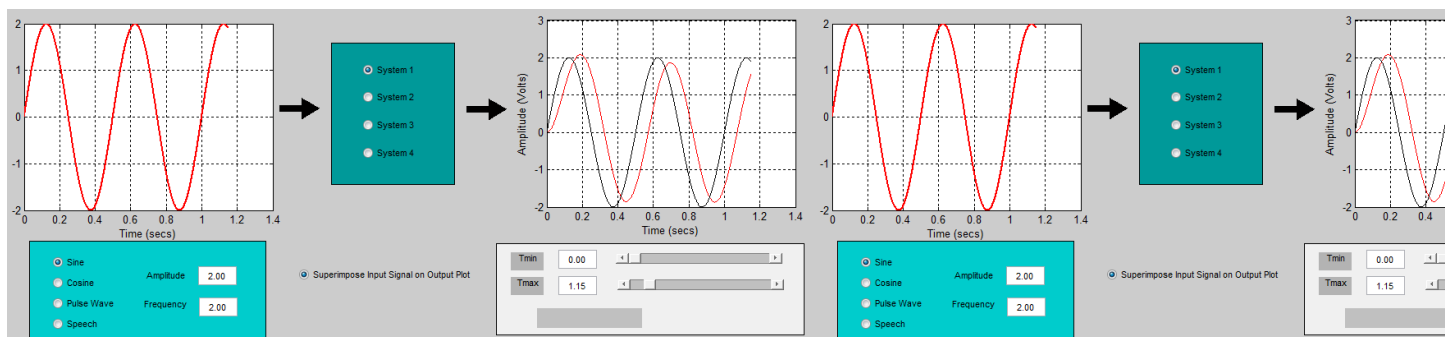 2
1
0
-1
-2
0 0.2 0.4 0.6 0.8 1 1.2 1.4
Time (secs)
System 1
System 2
System 3
System 4
Amplitude (Volts)
3
2
1
0
-1
-2
0 0.2 0.4 0.6 0.8 1 1.2 1.4
Time (secs)
Sine
Cosine
Pulse Wave
Speech
Amplitude 2.00
Frequency 2.00
Superimpose Input Signal on Output Plot
Tmin 0.00
Tmax 1.15
2
1
0
-1
-2
0 0.2 0.4 0.6 0.8 1 1.2 1.4
Time (secs)
System 1
System 2
System 3
System 4
Amplitude (Volts)
3
2
1
0
-1
-2
0 0.2 0.4
Sine
Cosine
Pulse Wave
Speech
Amplitude 2.00
Frequency 2.00
Superimpose Input Signal on Output Plot
Tmin 0.00
Tmax 1.15